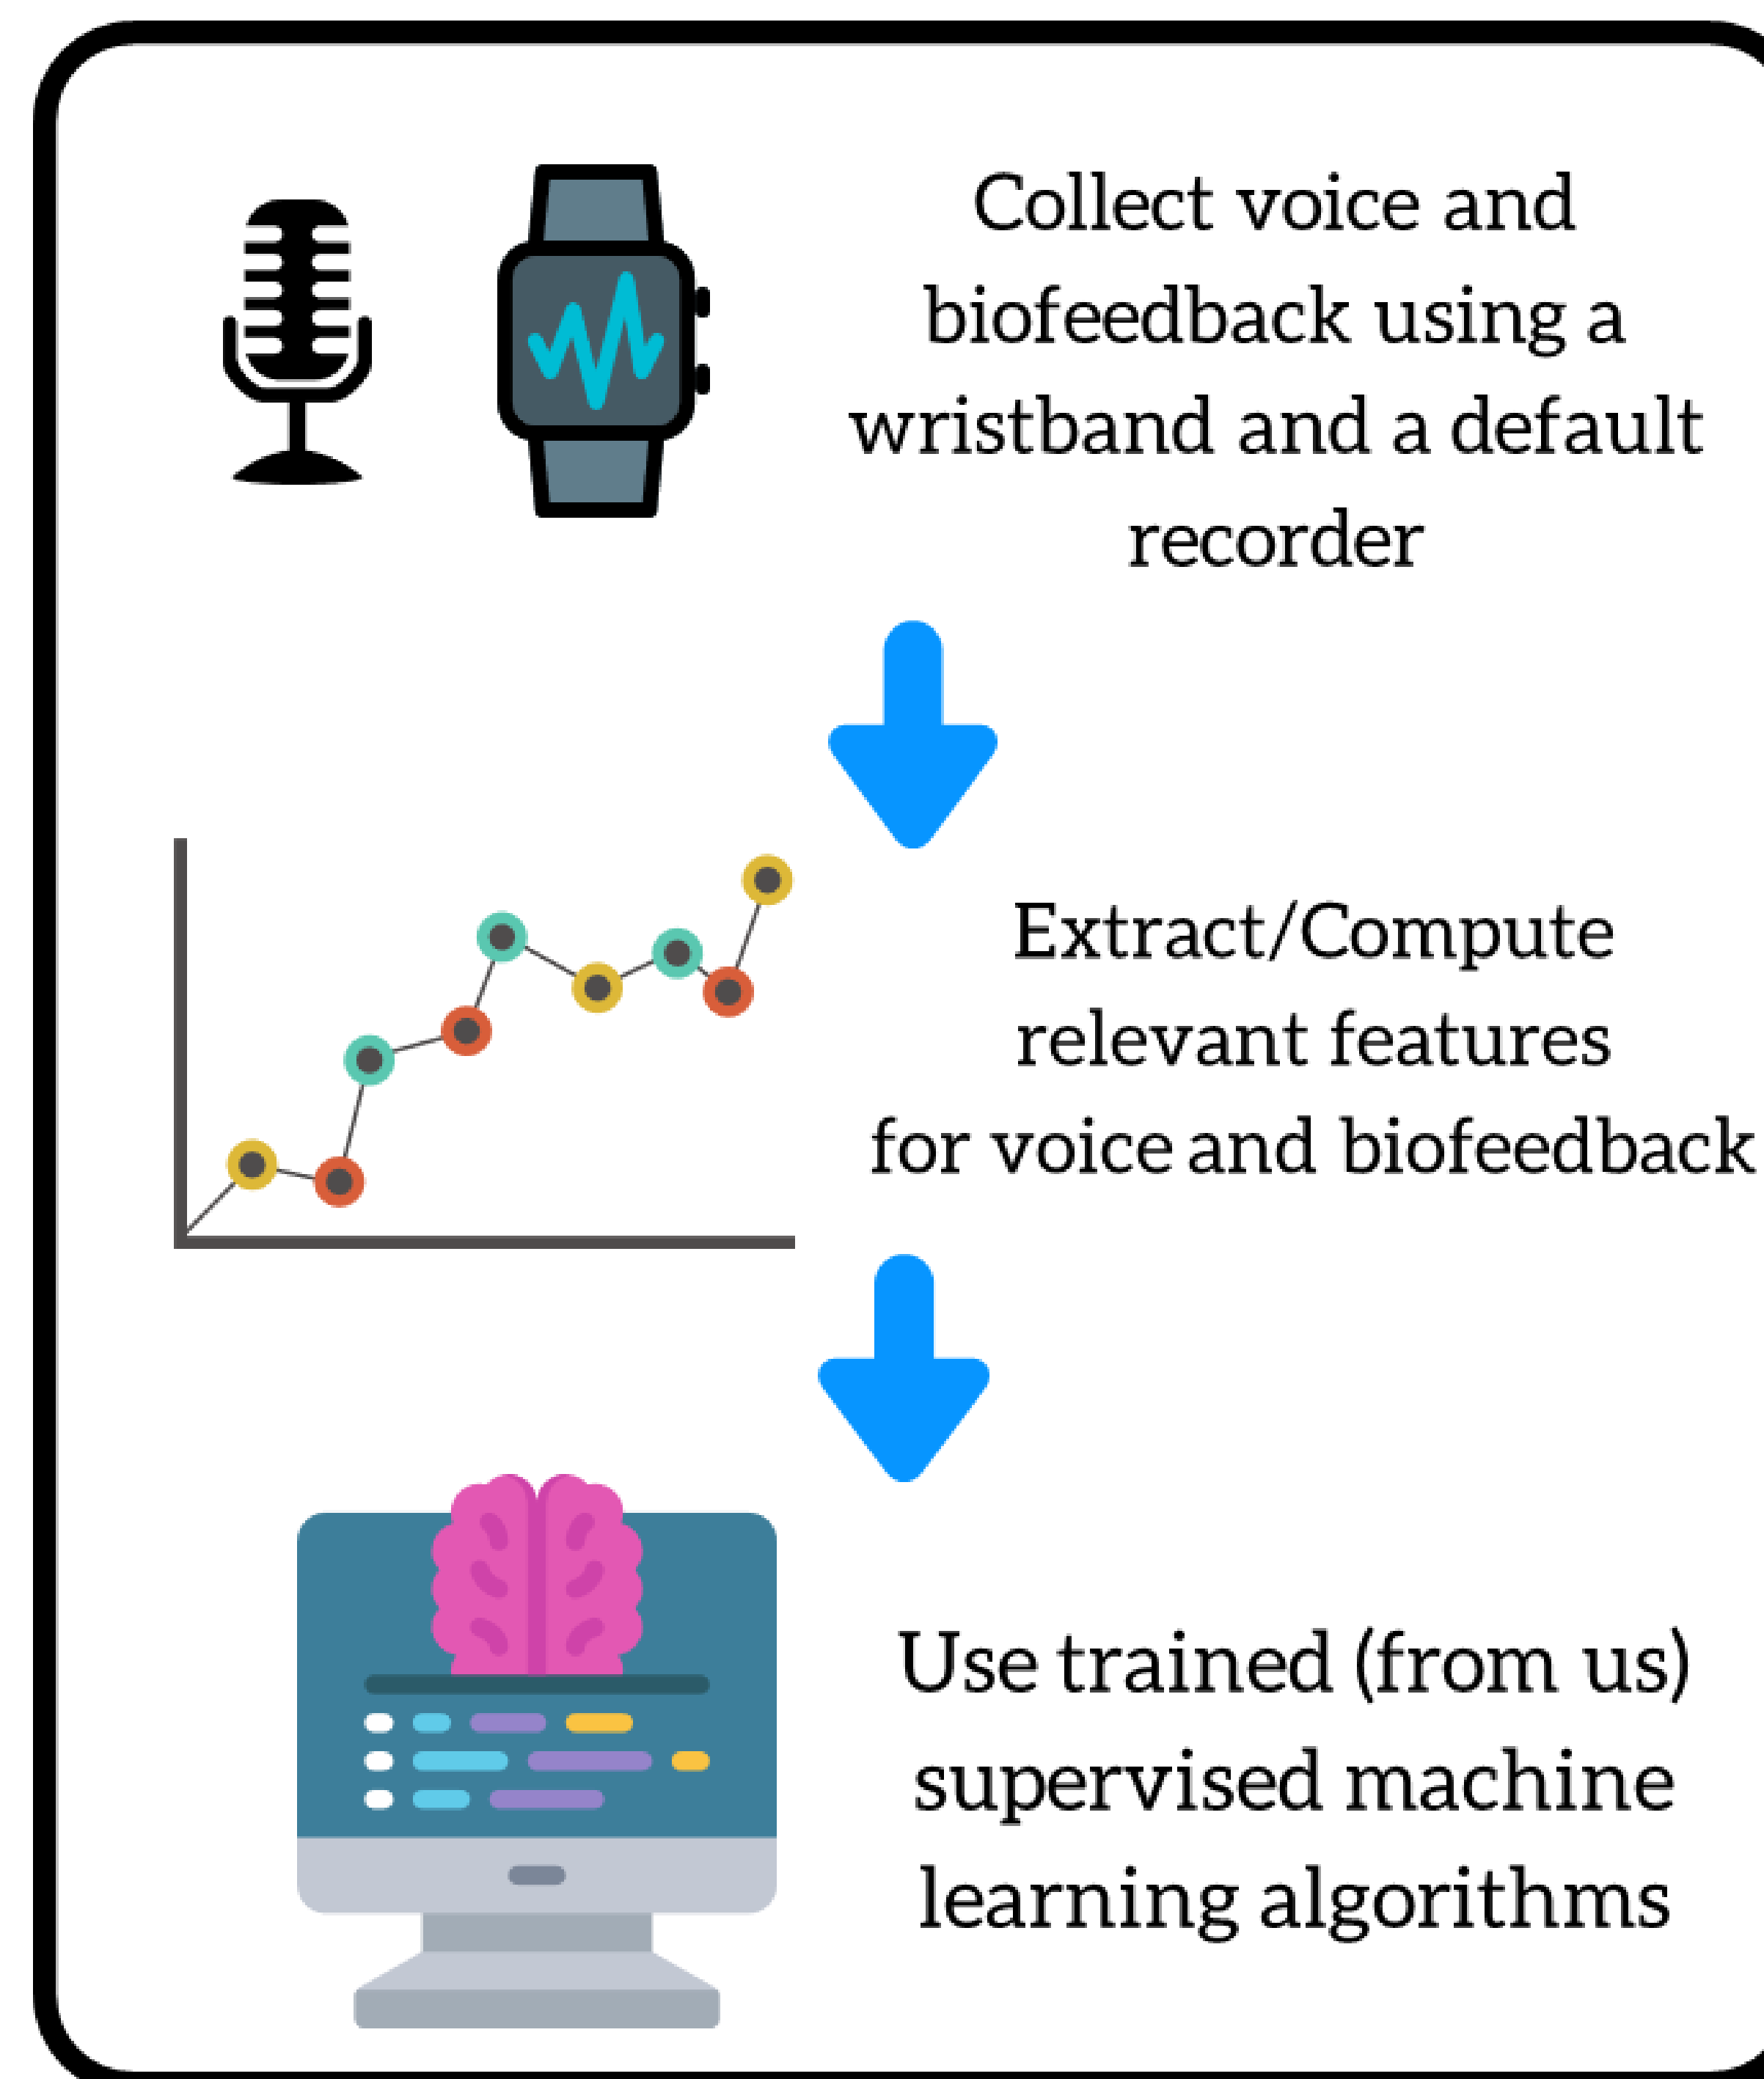 Collect voice and
biofeedback using a
wristband and a default
recorder
Extract/Compute
relevant features
for voice and biofeedback
Use trained (from us)
supervised machine
learning algorithms